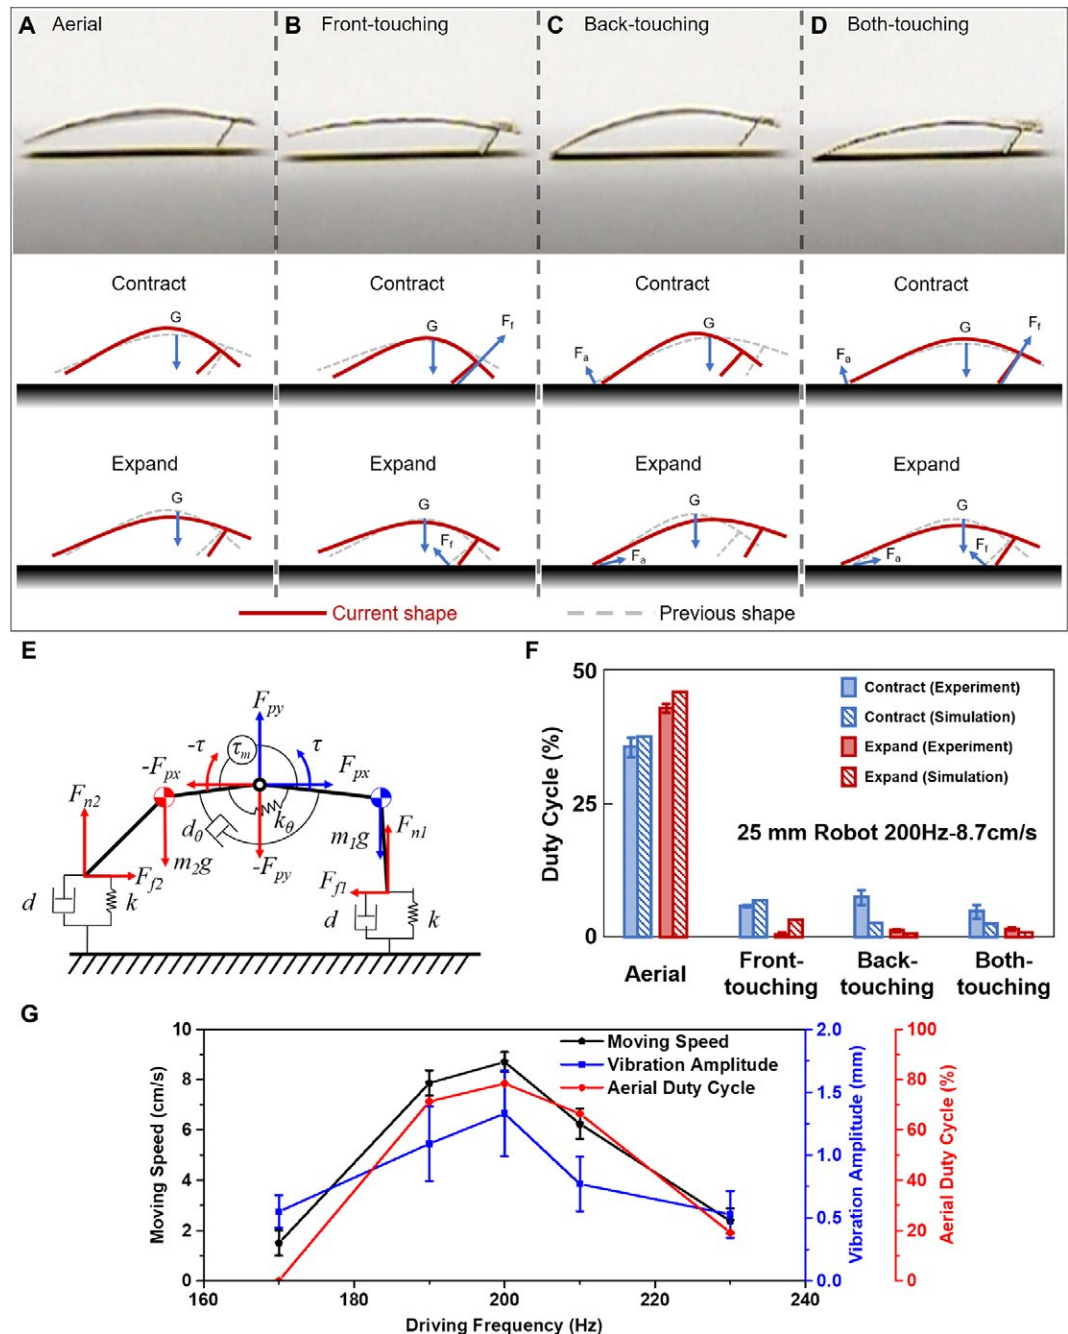 A Aerial
B Front-touching
C Back-touching
D Both-touching
Contract
Contract
Contract
Contract
G
G
Ff
Fa
G
Fa
G
Ff
Expand
Expand
Expand
Expand
G
G
Ff
G
Fa
G
Fa
Ff
Current shape
Previous shape
E
Fpy
-τ
τm
τ
-Fpx
Fpx
Fn2
dθ
kθ
m1g
Fn1
m2g
Ff2
-Fpy
Ff1
d
k
d
k
F
50
25
0
Duty Cycle (%)
Contract (Experiment)
Contract (Simulation)
Expand (Experiment)
Expand (Simulation)
25 mm Robot 200Hz-8.7cm/s
Aerial
Front-
touching
Back-
touching
Both-
touching
G
Moving Speed (cm/s)
10
8
6
4
2
0
Moving Speed
Vibration Amplitude
Aerial Duty Cycle
2.0
1.5
1.0
0.5
0.0
Vibration Amplitude (mm)
100
80
60
40
20
0
Aerial Duty Cycle (%)
160
180
200
220
240
Driving Frequency (Hz)